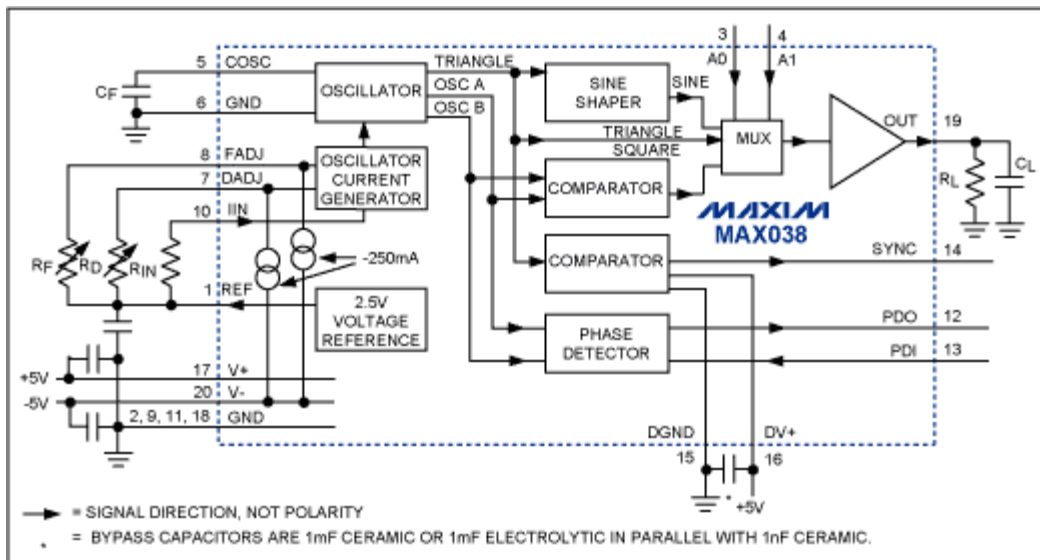 3 4
A0 A1
5 COSC
TRIANGLE
OSC A
OSC B
OSCILLATOR
CF
6 GND
SINE
SHAPER
SINE
TRIANGLE
SQUARE
MUX
OUT 19
RL
CL
8 FADJ
7 DADJ
10 IIN
OSCILLATOR
CURRENT
GENERATOR
COMPARATOR
MAXIM
MAX038
RF
RD
RIN
-250mA
COMPARATOR
SYNC 14
1 REF
2.5V
VOLTAGE
REFERENCE
PHASE
DETECTOR
PDO 12
PDI 13
+5V
17 V+
-5V
20 V-
2, 9, 11, 18 GND
DGND DV+
15 16
*
+5V
= SIGNAL DIRECTION, NOT POLARITY
* = BYPASS CAPACITORS ARE 1mF CERAMIC OR 1mF ELECTROLYTIC IN PARALLEL WITH 1nF CERAMIC.